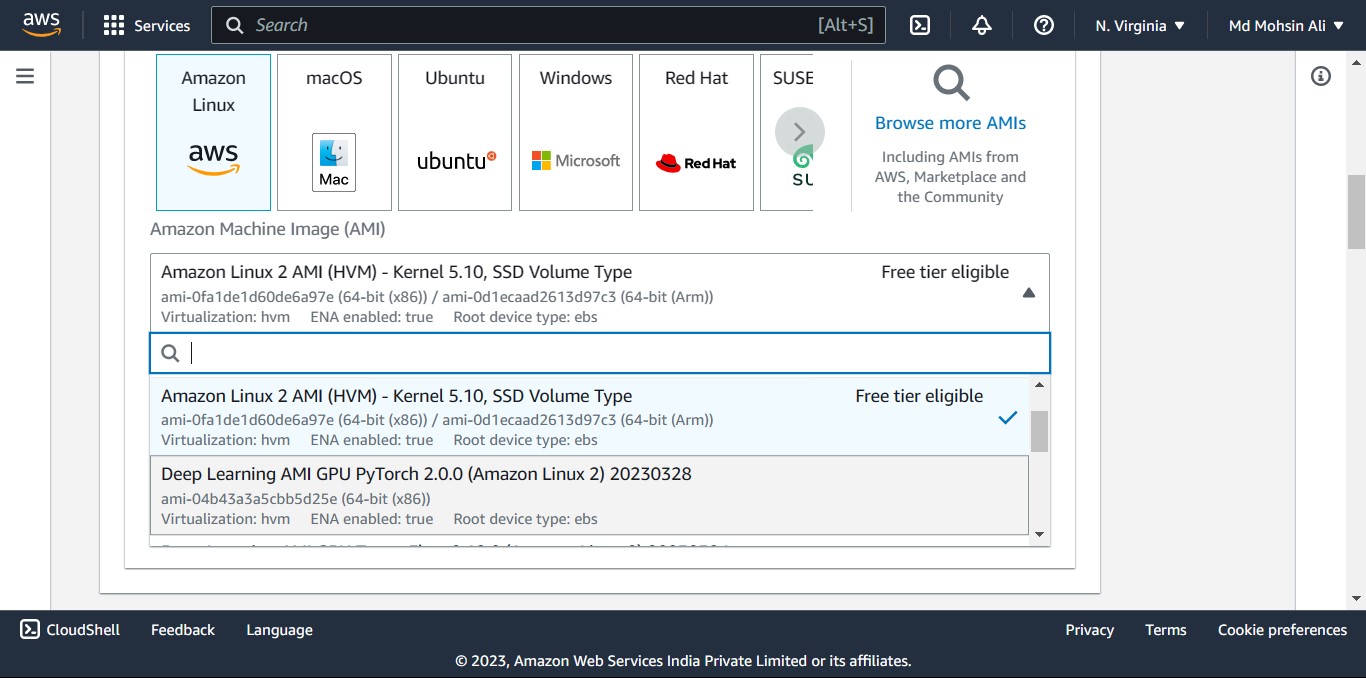 aws Services Search [Alt+S] N. Virginia Md Mohsin Ali
Amazon Linux
aws
macOS
Mac
Ubuntu
ubuntu
Windows
Microsoft
Red Hat
Red Hat
SUSE
SU
Browse more AMIs
Including AMIs from
AWS, Marketplace and
the Community
Amazon Machine Image (AMI)
Amazon Linux 2 AMI (HVM) - Kernel 5.10, SSD Volume Type Free tier eligible
ami-0fa1de1d60de6a97e (64-bit (x86)) / ami-0d1ecaad2613d97c3 (64-bit (Arm))
Virtualization: hvm ENA enabled: true Root device type: ebs
Amazon Linux 2 AMI (HVM) - Kernel 5.10, SSD Volume Type Free tier eligible
ami-0fa1de1d60de6a97e (64-bit (x86)) / ami-0d1ecaad2613d97c3 (64-bit (Arm))
Virtualization: hvm ENA enabled: true Root device type: ebs
Deep Learning AMI GPU PyTorch 2.0.0 (Amazon Linux 2) 20230328
ami-04b43a3a5cbb5d25e (64-bit (x86))
Virtualization: hvm ENA enabled: true Root device type: ebs
CloudShell Feedback Language Privacy Terms Cookie preferences
© 2023, Amazon Web Services India Private Limited or its affiliates.